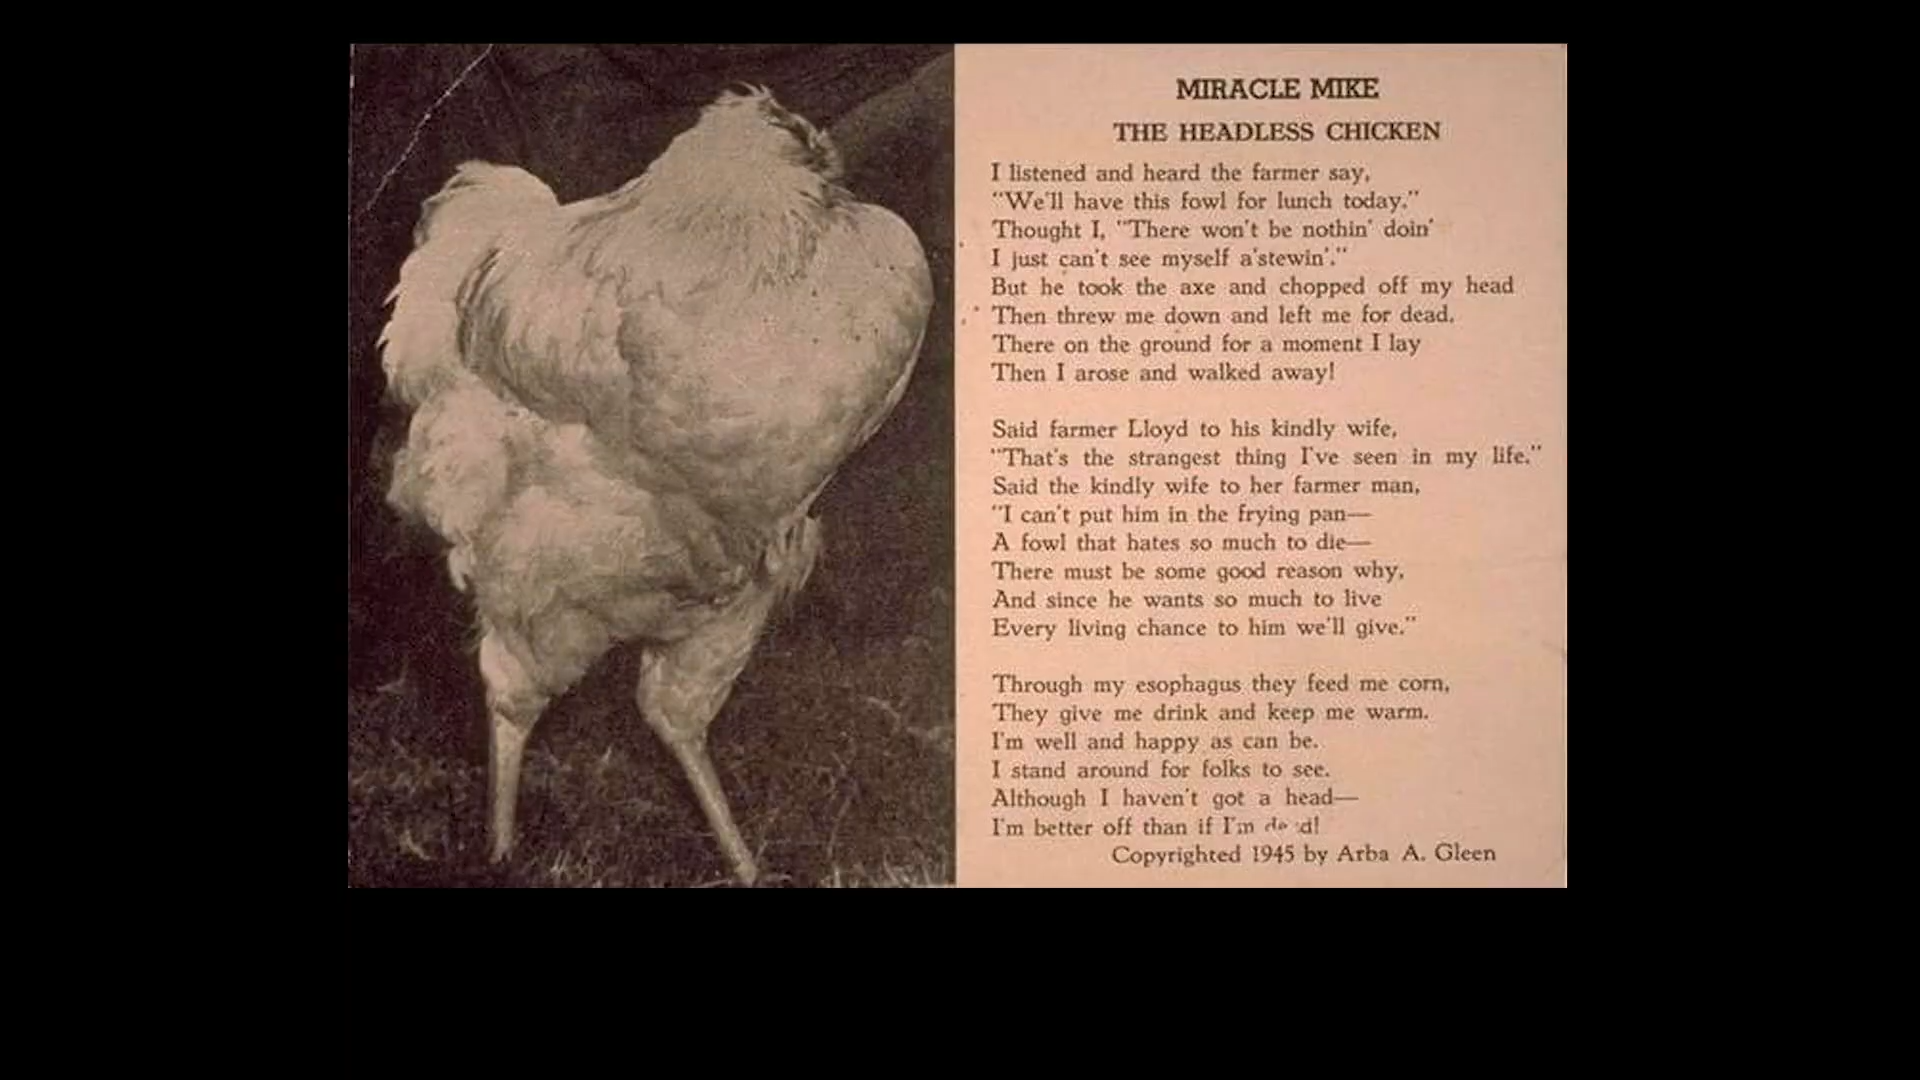 MIRACLE MIKE
THE HEADLESS CHICKEN
I listened and heard the farmer say,
"We'll have this fowl for lunch today."
Thought I, "There won't be nothin' doin'
I just can't see myself a'stewin'."
But he took the axe and chopped off my head
Then threw me down and left me for dead.
There on the ground for a moment I lay
Then I arose and walked away!
Said farmer Lloyd to his kindly wife,
"That's the strangest thing I've seen in my life."
Said the kindly wife to her farmer man,
"I can't put him in the frying pan—
A fowl that hates so much to die—
There must be some good reason why,
And since he wants so much to live
Every living chance to him we'll give."
Through my esophagus they feed me corn,
They give me drink and keep me warm.
I'm well and happy as can be.
I stand around for folks to see.
Although I haven't got a head—
I'm better off than if I'm dead!
Copyrighted 1945 by Arba A. Gleen